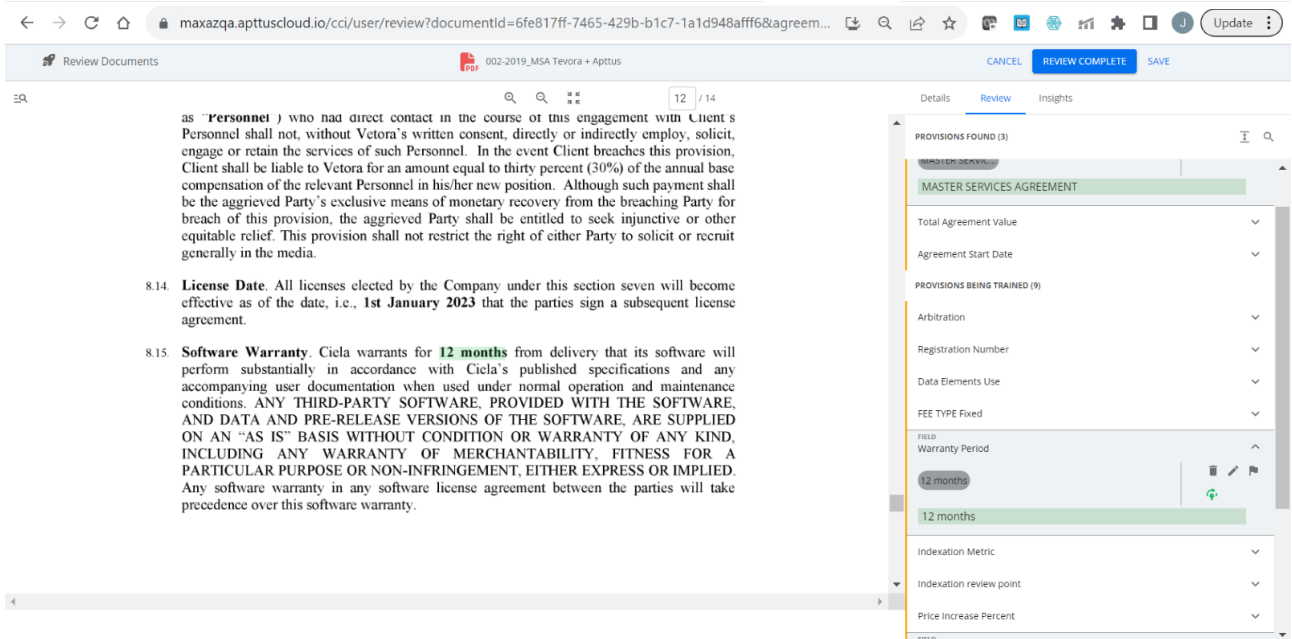 maxazqa.apttuscloud.io/cci/user/review?documentId=6fe817ff-7465-429b-b1c7-1a1d948afff6&agreem...
J
Update
Review Documents
PDF
002-2019_MSA Tevora + Apttus
CANCEL
REVIEW COMPLETE
SAVE
12 / 14
as "Personnel") who had direct contact in the course of this engagement with Client's
Personnel shall not, without Vetora's written consent, directly or indirectly employ, solicit,
engage or retain the services of such Personnel. In the event Client breaches this provision,
Client shall be liable to Vetora for an amount equal to thirty percent (30%) of the annual base
compensation of the relevant Personnel in his/her new position. Although such payment shall
be the aggrieved Party's exclusive means of monetary recovery from the breaching Party for
breach of this provision, the aggrieved Party shall be entitled to seek injunctive or other
equitable relief. This provision shall not restrict the right of either Party to solicit or recruit
generally in the media.
8.14. License Date. All licenses elected by the Company under this section seven will become
effective as of the date, i.e., 1st January 2023 that the parties sign a subsequent license
agreement.
8.15. Software Warranty. Ciela warrants for 12 months from delivery that its software will
perform substantially in accordance with Ciela's published specifications and any
accompanying user documentation when used under normal operation and maintenance
conditions. ANY THIRD-PARTY SOFTWARE, PROVIDED WITH THE SOFTWARE,
AND DATA AND PRE-RELEASE VERSIONS OF THE SOFTWARE, ARE SUPPLIED
ON AN "AS IS" BASIS WITHOUT CONDITION OR WARRANTY OF ANY KIND,
INCLUDING ANY WARRANTY OF MERCHANTABILITY, FITNESS FOR A
PARTICULAR PURPOSE OR NON-INFRINGEMENT, EITHER EXPRESS OR IMPLIED.
Any software warranty in any software license agreement between the parties will take
precedence over this software warranty.
Details
Review
Insights
PROVISIONS FOUND (3)
MASTER SERVIC...
MASTER SERVICES AGREEMENT
Total Agreement Value
Agreement Start Date
PROVISIONS BEING TRAINED (9)
Arbitration
Registration Number
Data Elements Use
FEE TYPE Fixed
FIELD
Warranty Period
12 months
12 months
Indexation Metric
Indexation review point
Price Increase Percent
FIELD